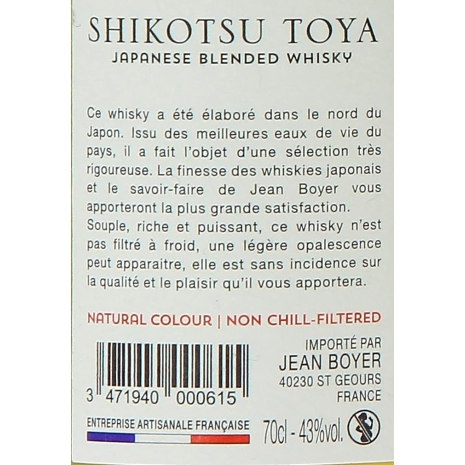 SHIKOTSU TOYA
JAPANESE BLENDED WHISKY
Ce whisky a été élaboré dans le nord du
Japon. Issu des meilleures eaux de vie du
pays, il a fait l'objet d'une sélection très
rigoureuse. La finesse des whiskies japonais
et le savoir-faire de Jean Boyer vous
apporteront la plus grande satisfaction.
Souple, riche et puissant, ce whisky n'est
pas filtré à froid, une légère opalescence
peut apparaitre, elle est sans incidence sur
la qualité et le plaisir qu'il vous apportera.
NATURAL COLOUR | NON CHILL-FILTERED
3 471940 000615
ENTREPRISE ARTISANALE FRANÇAISE
IMPORTÉ PAR
JEAN BOYER
40230 ST GEOURS
FRANCE
70cl - 43%vol.